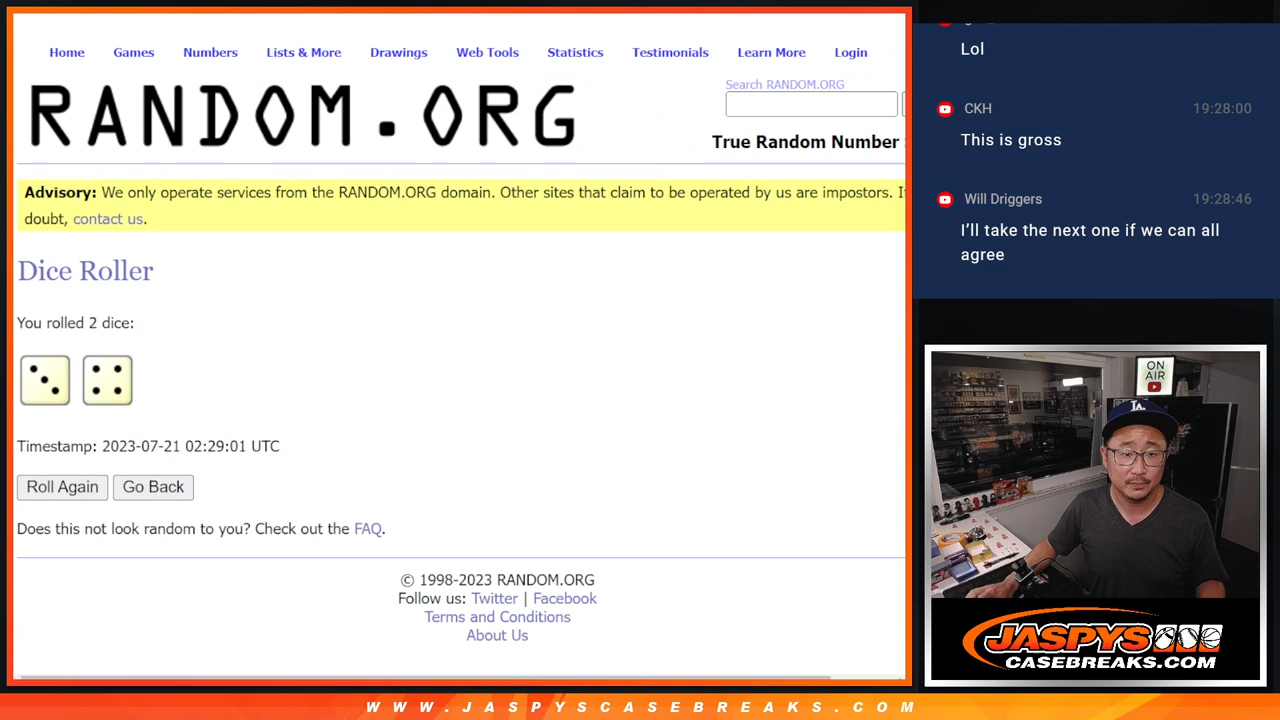 Home Games Numbers Lists & More Drawings Web Tools Statistics Testimonials Learn More Login
RANDOM.ORG
Search RANDOM.ORG
True Random Number
Advisory: We only operate services from the RANDOM.ORG domain. Other sites that claim to be operated by us are impostors. I
doubt, contact us.
Dice Roller
You rolled 2 dice:
Timestamp: 2023-07-21 02:29:01 UTC
Roll Again Go Back
Does this not look random to you? Check out the FAQ.
© 1998-2023 RANDOM.ORG
Follow us: Twitter | Facebook
Terms and Conditions
About Us
Lol
CKH 19:28:00
This is gross
Will Driggers 19:28:46
I’ll take the next one if we can all
agree
ON
AIR
LA
JASPYS
CASEBREAKS.COM
WWW.JASPYSCASEBREAKS.COM